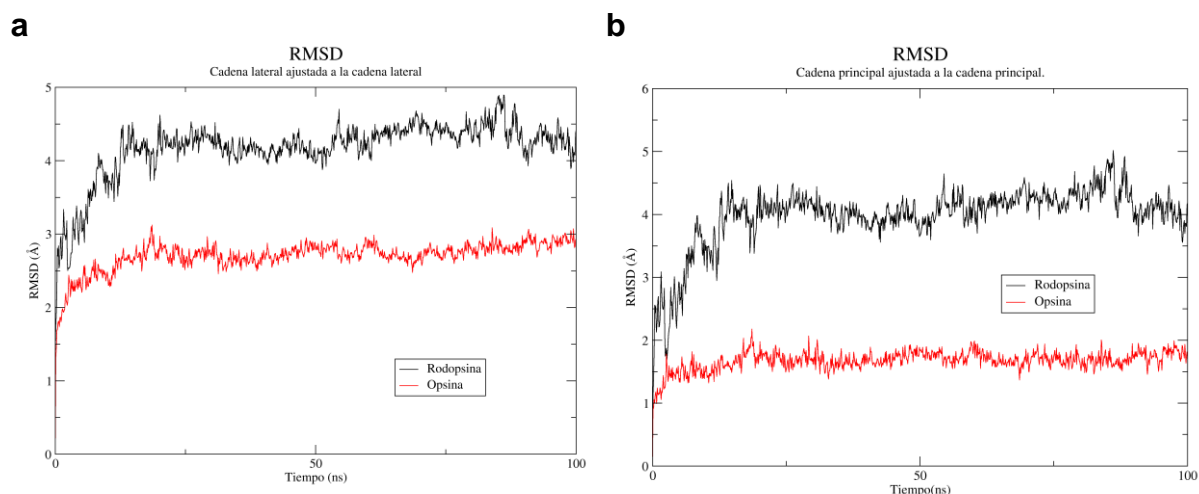 a
RMSD
Cadena lateral ajustada a la cadena lateral
5
4
3
2
1
0
RMSD (Å)
Rodopsina
Opsina
0
50
100
Tiempo (ns)
b
RMSD
Cadena principal ajustada a la cadena principal.
6
5
4
3
2
1
0
RMSD (Å)
Rodopsina
Opsina
0
50
100
Tiempo(ns)